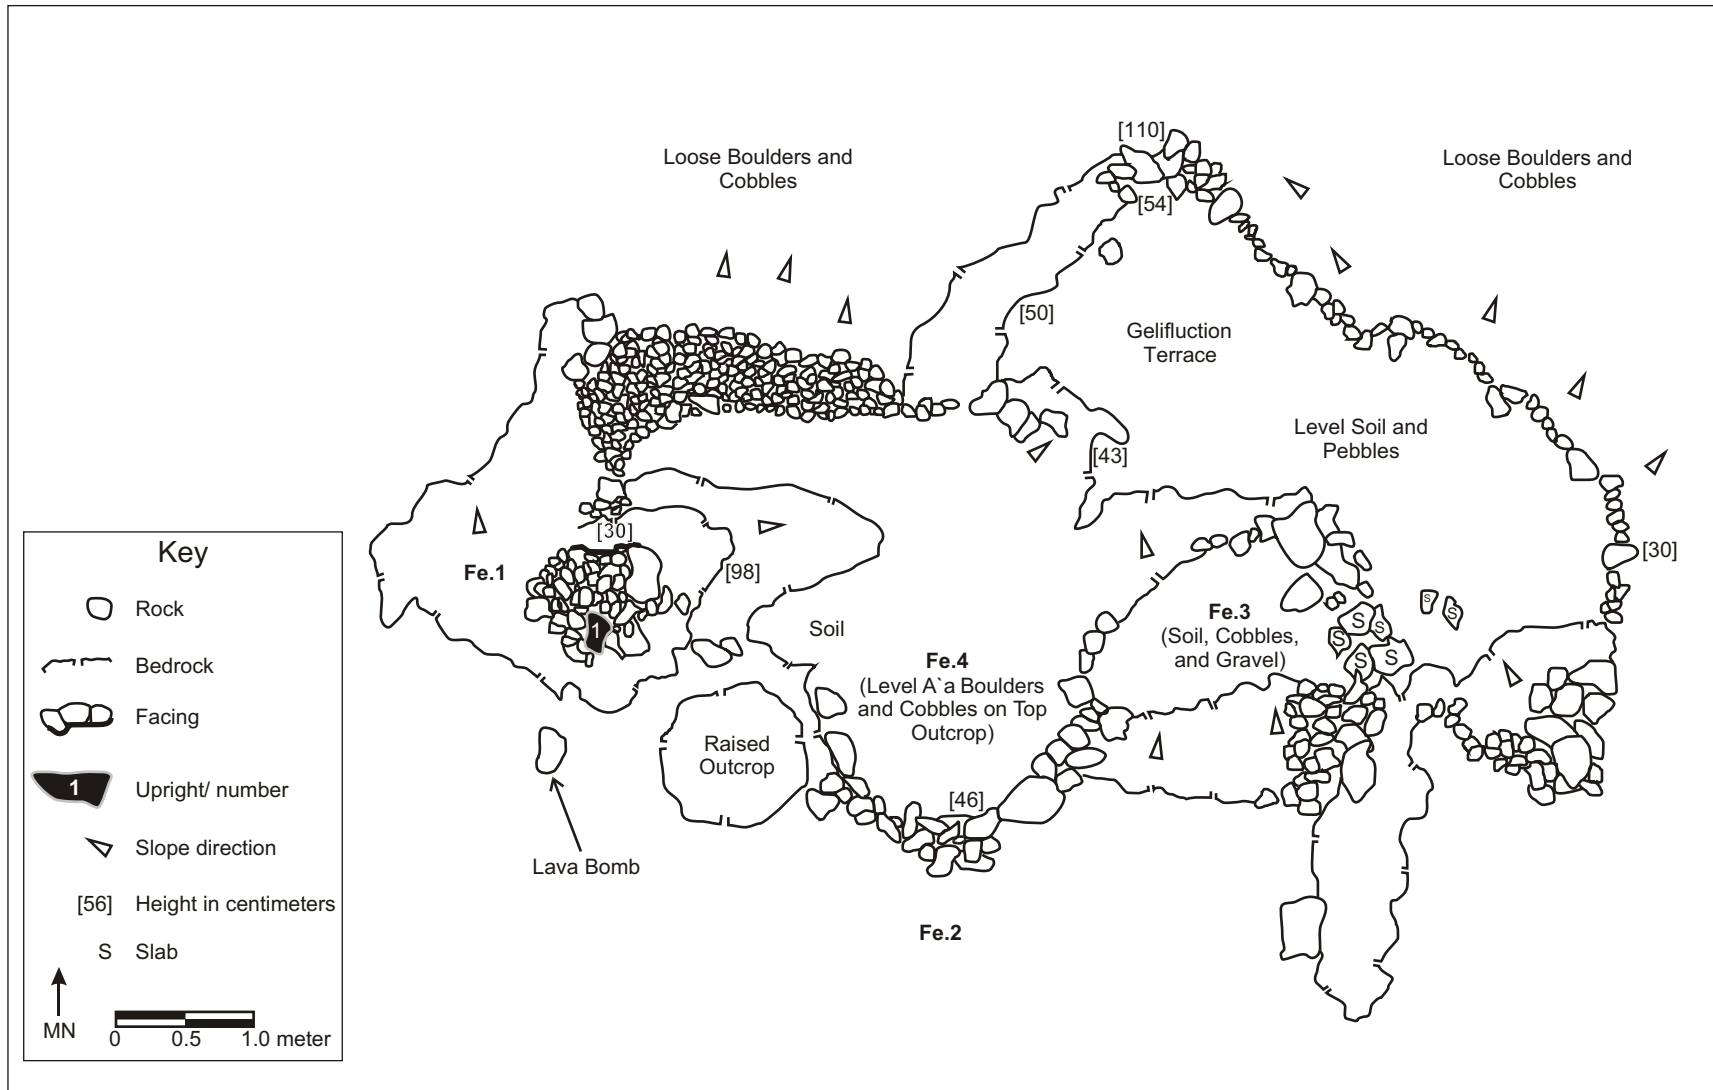 [110]
Loose Boulders and
Cobbles
Loose Boulders and
Cobbles
[54]
[50]
Gelifluction
Terrace
Level Soil and
Pebbles
[43]
[30]
[30]
Fe.1
[98]
1
Soil
Fe.3
(Soil, Cobbles,
and Gravel)
S
S
S
S
S
S
S
Fe.4
(Level A`a Boulders
and Cobbles on Top
Outcrop)
Raised
Outcrop
[46]
Lava Bomb
Fe.2
Key
Rock
Bedrock
Facing
1 Upright/ number
Slope direction
[56] Height in centimeters
S Slab
MN
0 0.5 1.0 meter